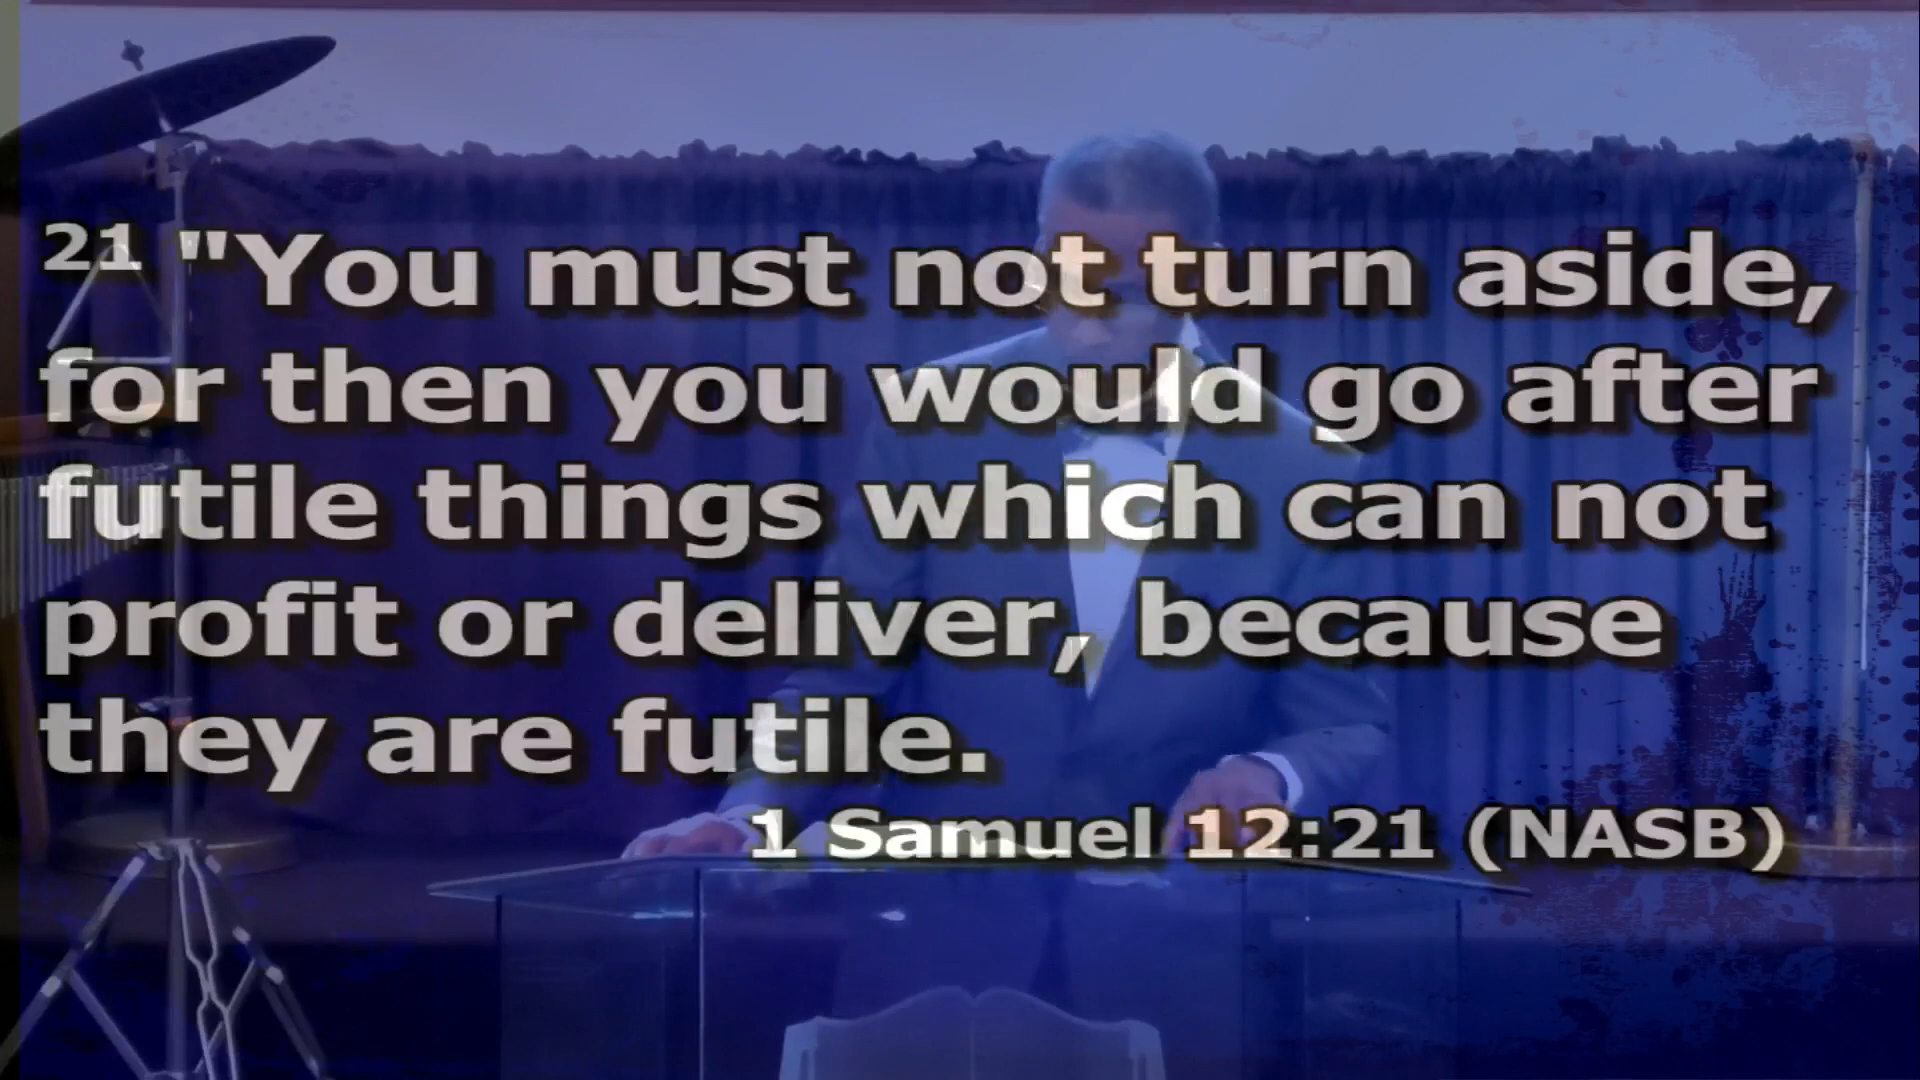 21 "You must not turn aside,
for then you would go after
futile things which can not
profit or deliver, because
they are futile.
1 Samuel 12:21 (NASB)